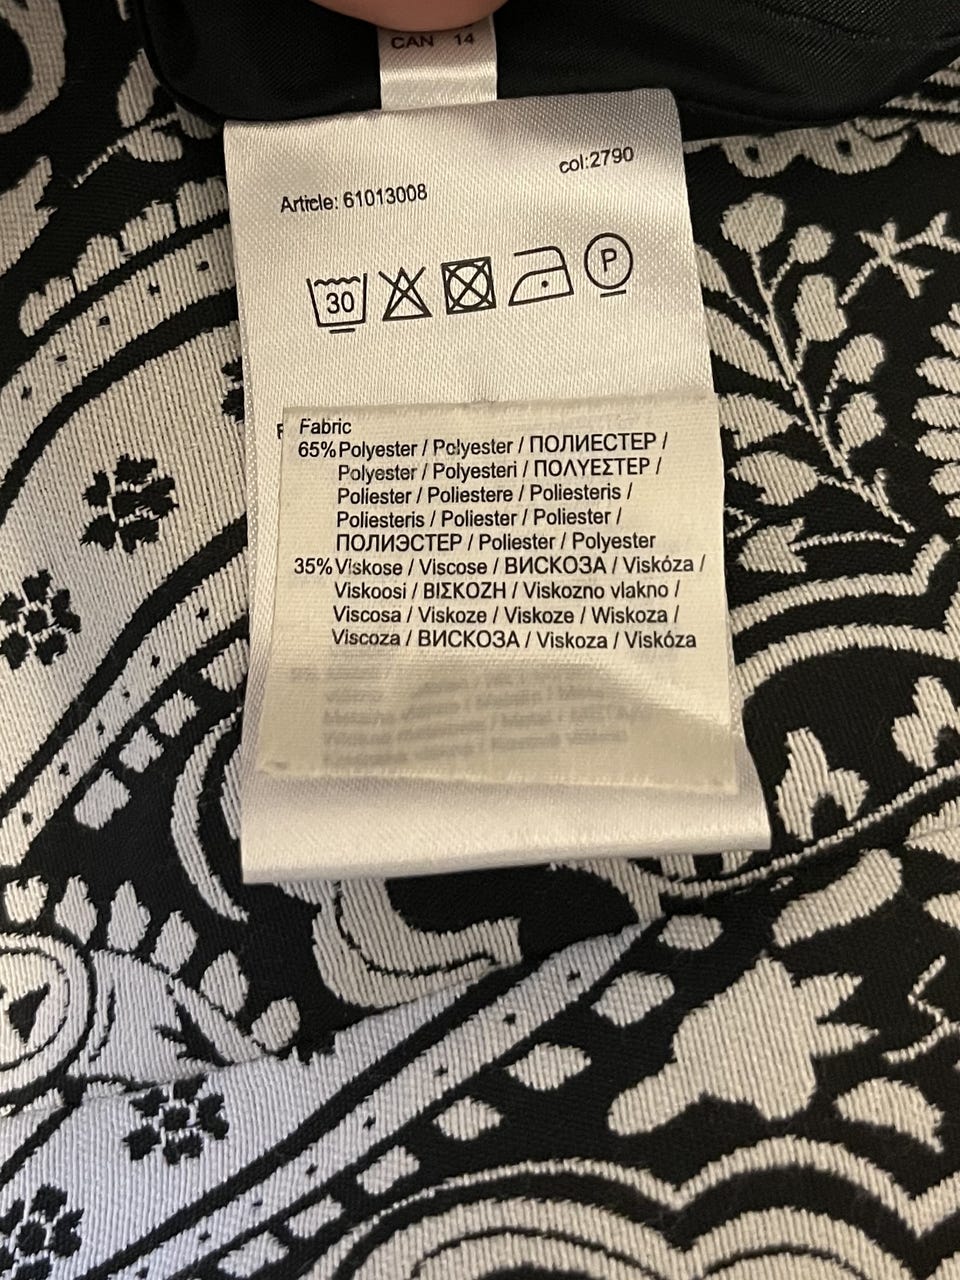 CAN 14
col:2790
Article: 61013008
30
P
Fabric
65% Polyester / Polyester / ПОЛИЕСТЕР /
Polyester / Polyesteri / ΠΟΛΥΕΣΤΕΡ /
Poliester / Poliestere / Poliesteris /
Poliesteris / Poliester / Poliester /
ПОЛИЭСТЕР / Poliester / Polyester
35% Viskose / Viscose / ВИСКОЗА / Viskóza /
Viskoosi / ΒΙΣΚΟΖΗ / Viskozno vlakno /
Viscosa / Viskoze / Viskoze / Wiskoza /
Viscoza / ВИСКОЗА / Viskoza / Viskóza